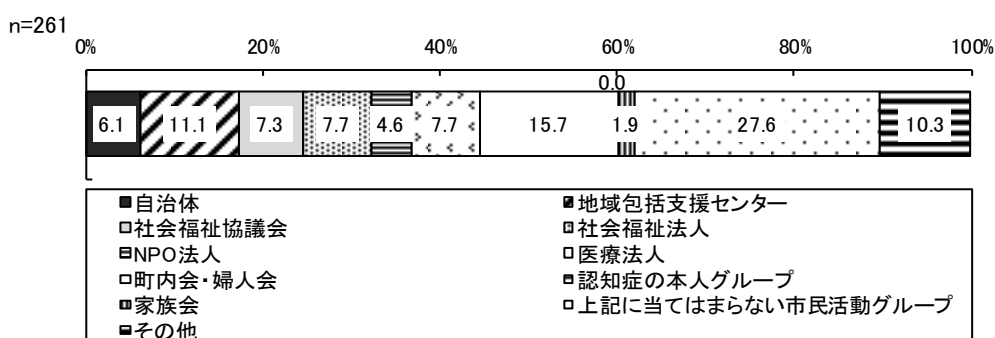 n=261
0% 20% 40% 60% 80% 100%
0.0
6.1 11.1 7.3 7.7 4.6 7.7 15.7 1.9 27.6 10.3
自治体 地域包括支援センター
社会福祉協議会 社会福祉法人
NPO法人 医療法人
町内会・婦人会 認知症の本人グループ
家族会 上記に当てはまらない市民活動グループ
その他